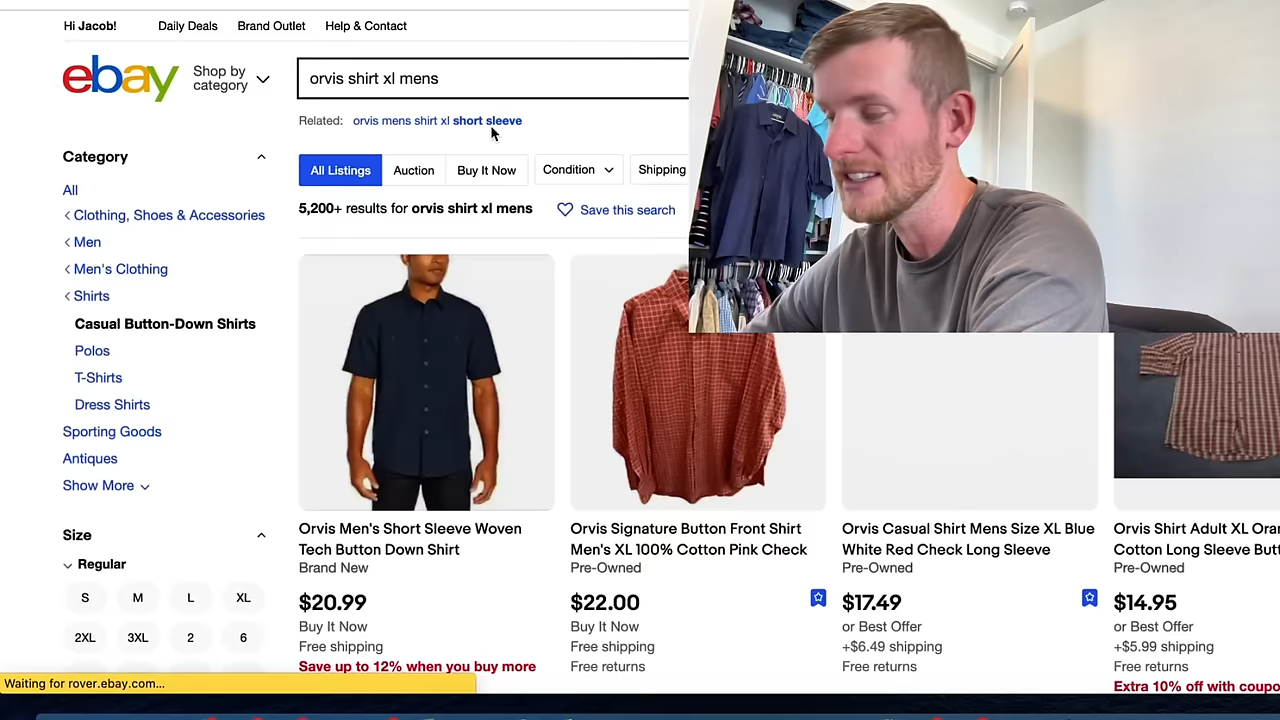 Hi Jacob!
Daily Deals
Brand Outlet
Help & Contact
ebay
Shop by category
orvis shirt xl mens
Related: orvis mens shirt xl short sleeve
Category
All
Clothing, Shoes & Accessories
Men
Men's Clothing
Shirts
Casual Button-Down Shirts
Polos
T-Shirts
Dress Shirts
Sporting Goods
Antiques
Show More
Size
Regular
S M L XL
2XL 3XL 2 6
All Listings
Auction
Buy It Now
Condition
Shipping
5,200+ results for orvis shirt xl mens
Save this search
Orvis Men's Short Sleeve Woven
Tech Button Down Shirt
Brand New
$20.99
Buy It Now
Free shipping
Save up to 12% when you buy more
Orvis Signature Button Front Shirt
Men's XL 100% Cotton Pink Check
Pre-Owned
$22.00
Buy It Now
Free shipping
Free returns
Orvis Casual Shirt Mens Size XL Blue
White Red Check Long Sleeve
Pre-Owned
$17.49
or Best Offer
+$6.49 shipping
Free returns
Orvis Shirt Adult XL Ora
Cotton Long Sleeve But
Pre-Owned
$14.95
or Best Offer
+$5.99 shipping
Free returns
Extra 10% off with coupo
Waiting for rover.ebay.com...